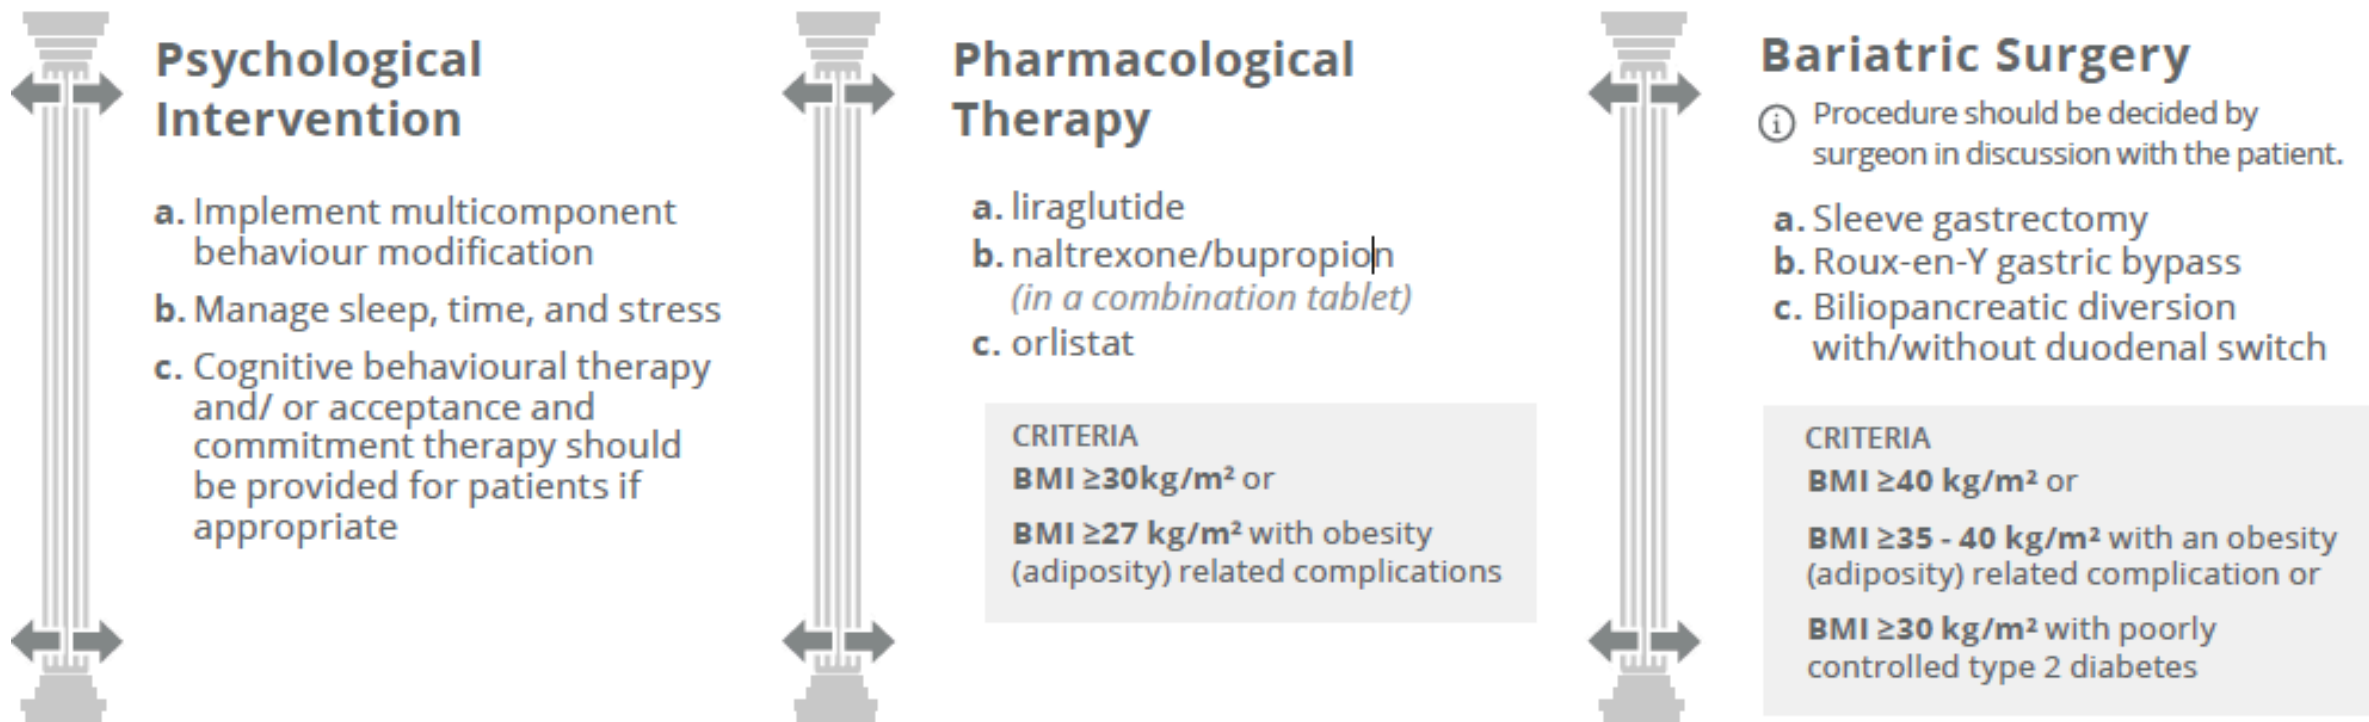 Psychological
Intervention
a. Implement multicomponent
behaviour modification
b. Manage sleep, time, and stress
c. Cognitive behavioural therapy
and/ or acceptance and
commitment therapy should
be provided for patients if
appropriate
Pharmacological
Therapy
a. liraglutide
b. naltrexone/bupropion
(in a combination tablet)
c. orlistat
CRITERIA
BMI ≥30kg/m² or
BMI ≥27 kg/m² with obesity
(adiposity) related complications
Bariatric Surgery
i Procedure should be decided by
surgeon in discussion with the patient.
a. Sleeve gastrectomy
b. Roux-en-Y gastric bypass
c. Biliopancreatic diversion
with/without duodenal switch
CRITERIA
BMI ≥40 kg/m² or
BMI ≥35 - 40 kg/m² with an obesity
(adiposity) related complication or
BMI ≥30 kg/m² with poorly
controlled type 2 diabetes